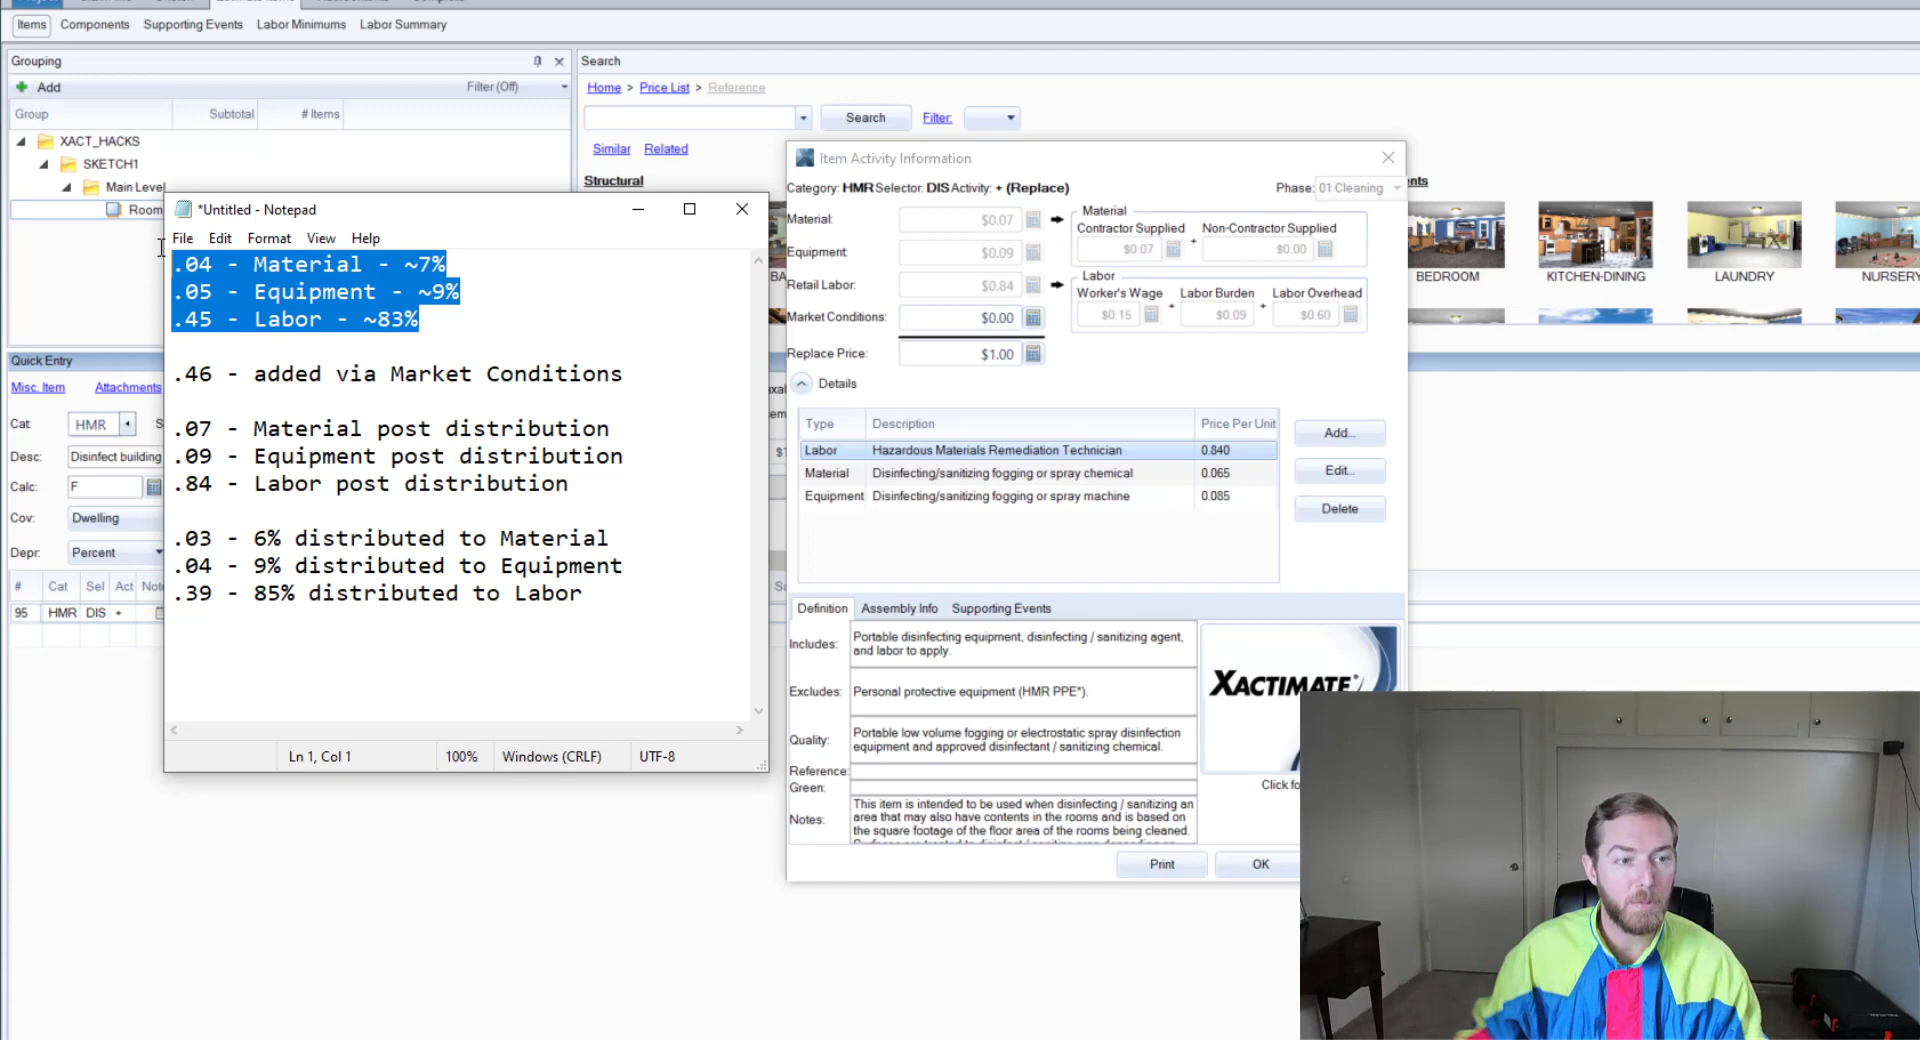 Items Components Supporting Events Labor Minimums Labor Summary
Grouping
Add
Filter (Off)
Group Subtotal # Items
XACT_HACKS
SKETCH1
Main Level
Room
Search
Home > Price List > Reference
Search
Filter:
Similar Related
Structural
BEDROOM KITCHEN-DINING LAUNDRY NURSERY
*Untitled - Notepad
File Edit Format View Help
.04 - Material - ~7%
.05 - Equipment - ~9%
.45 - Labor - ~83%
.46 - added via Market Conditions
.07 - Material post distribution
.09 - Equipment post distribution
.84 - Labor post distribution
.03 - 6% distributed to Material
.04 - 9% distributed to Equipment
.39 - 85% distributed to Labor
Ln 1, Col 1 100% Windows (CRLF) UTF-8
Quick Entry
Misc. Item Attachments
Cat: HMR S
Desc: Disinfect building
Calc: F
Cov: Dwelling
Depr: Percent
# Cat Sel Act Note
95 HMR DIS +
Item Activity Information
Category: HMR Selector: DIS Activity: + (Replace)
Phase: 01 Cleaning
Material: $0.07
Equipment: $0.09
Retail Labor: $0.84
Market Conditions: $0.00
Replace Price: $1.00
Material
Contractor Supplied Non-Contractor Supplied
$0.07 + $0.00
Labor
Worker's Wage Labor Burden Labor Overhead
$0.15 + $0.09 + $0.60
Details
Type Description Price Per Unit
Labor Hazardous Materials Remediation Technician 0.840
Material Disinfecting/sanitizing fogging or spray chemical 0.065
Equipment Disinfecting/sanitizing fogging or spray machine 0.085
Add...
Edit...
Delete
Definition Assembly Info Supporting Events
Includes: Portable disinfecting equipment, disinfecting / sanitizing agent,
and labor to apply.
Excludes: Personal protective equipment (HMR PPE*).
Quality: Portable low volume fogging or electrostatic spray disinfection
equipment and approved disinfectant / sanitizing chemical.
Reference:
Green:
Notes: This item is intended to be used when disinfecting / sanitizing an
area that may also have contents in the rooms and is based on
the square footage of the floor area of the rooms being cleaned.
XACTIMATE
Click fo
Print OK